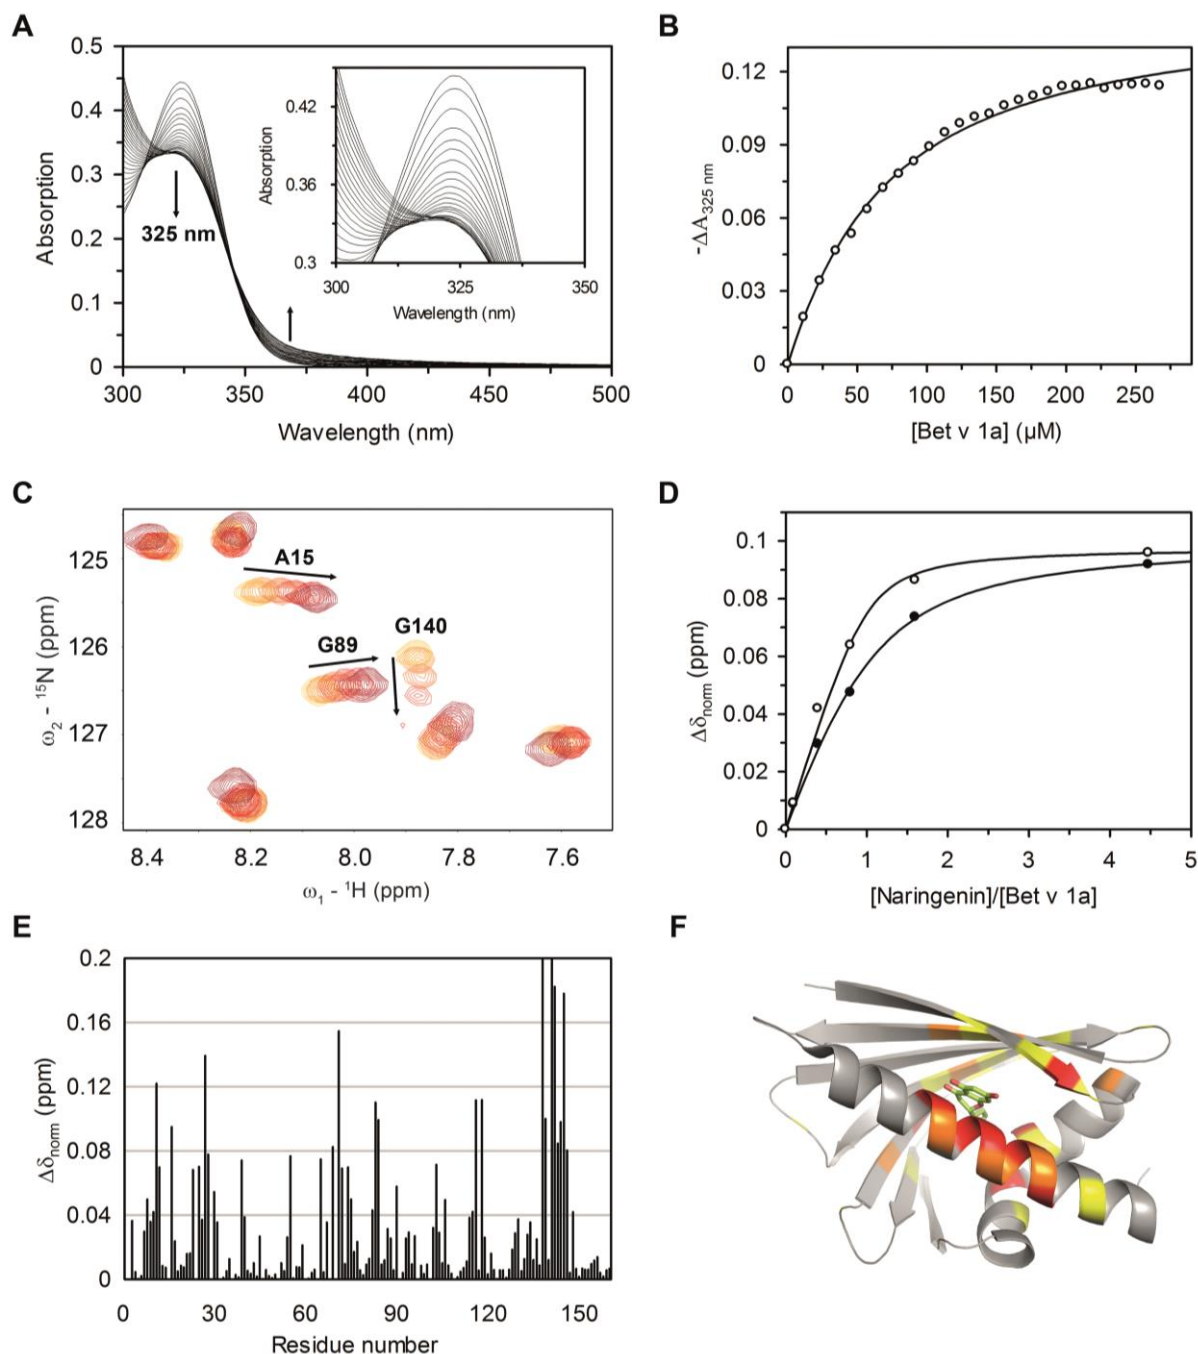 A
0.5
0.4
0.3
0.2
0.1
0
Absorption
325 nm
300
350
400
450
500
Wavelength (nm)
0.42
0.36
0.3
Absorption
300
325
350
Wavelength (nm)
B
0.12
0.09
0.06
0.03
0
-ΔA325 nm
0
50
100
150
200
250
[Bet v 1a] (µM)
C
125
126
127
128
ω2 - 15N (ppm)
A15
G89
G140
8.4
8.2
8.0
7.8
7.6
ω1 - 1H (ppm)
D
0.1
0.08
0.06
0.04
0.02
0
Δδnorm (ppm)
0
1
2
3
4
5
[Naringenin]/[Bet v 1a]
E
0.2
0.16
0.12
0.08
0.04
0
Δδnorm (ppm)
0
30
60
90
120
150
Residue number
F